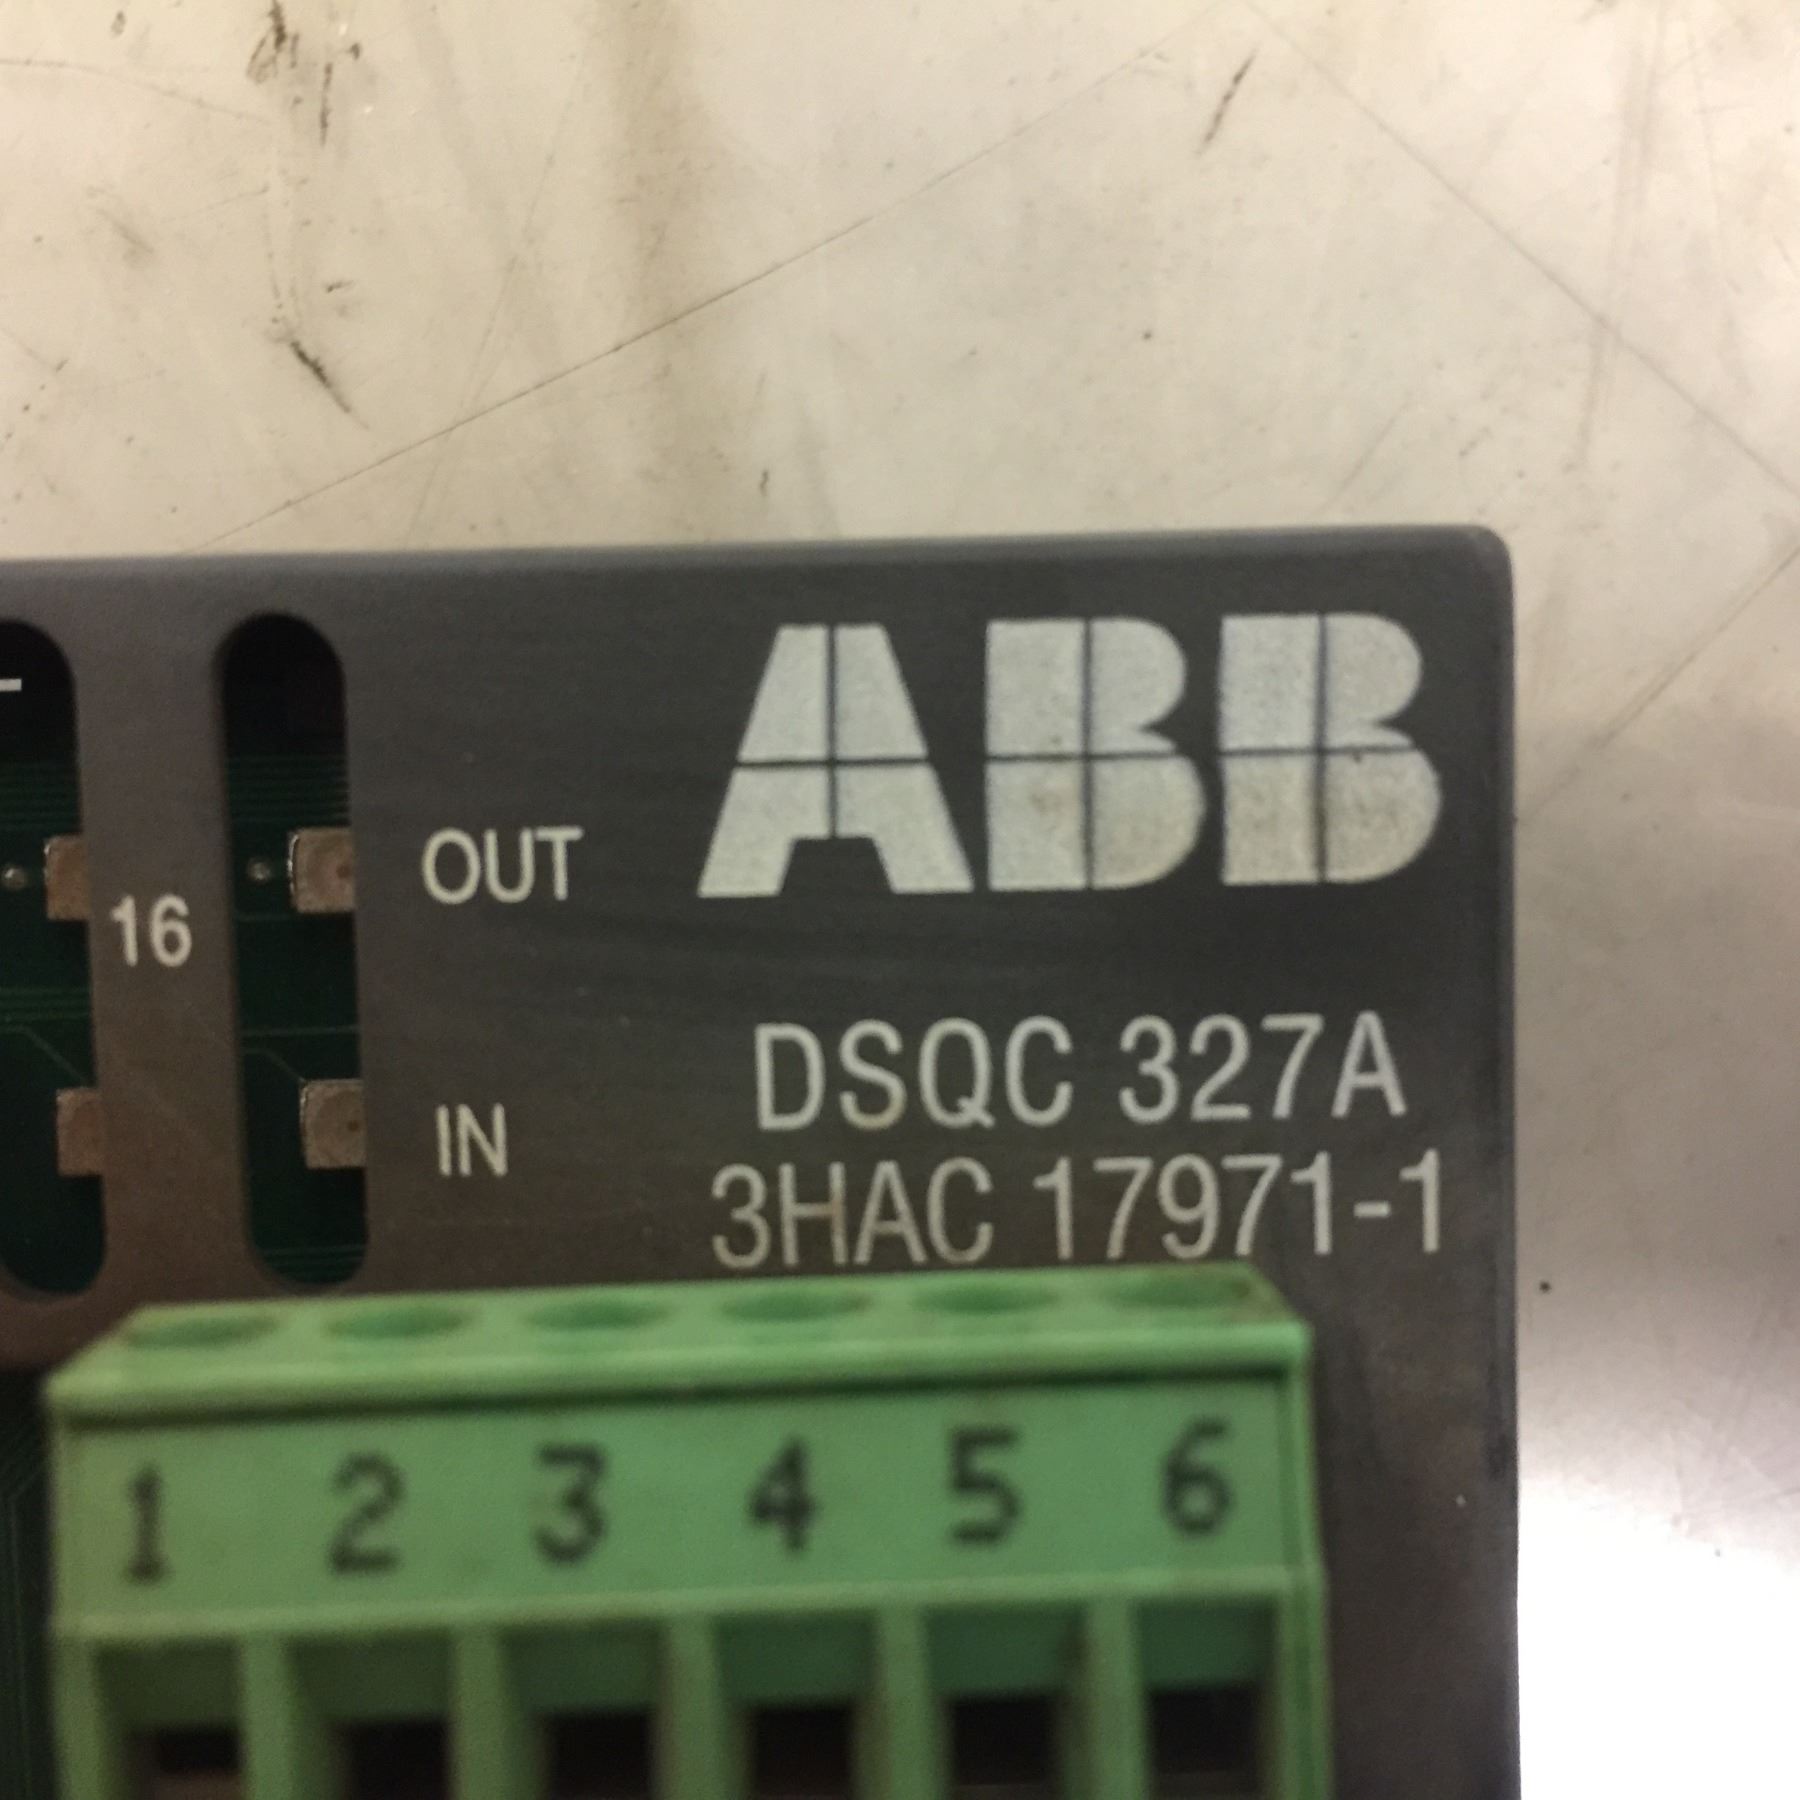 ABB
OUT
16
DSQC 327A
IN
3HAC 17971-1
1 2 3 4 5 6